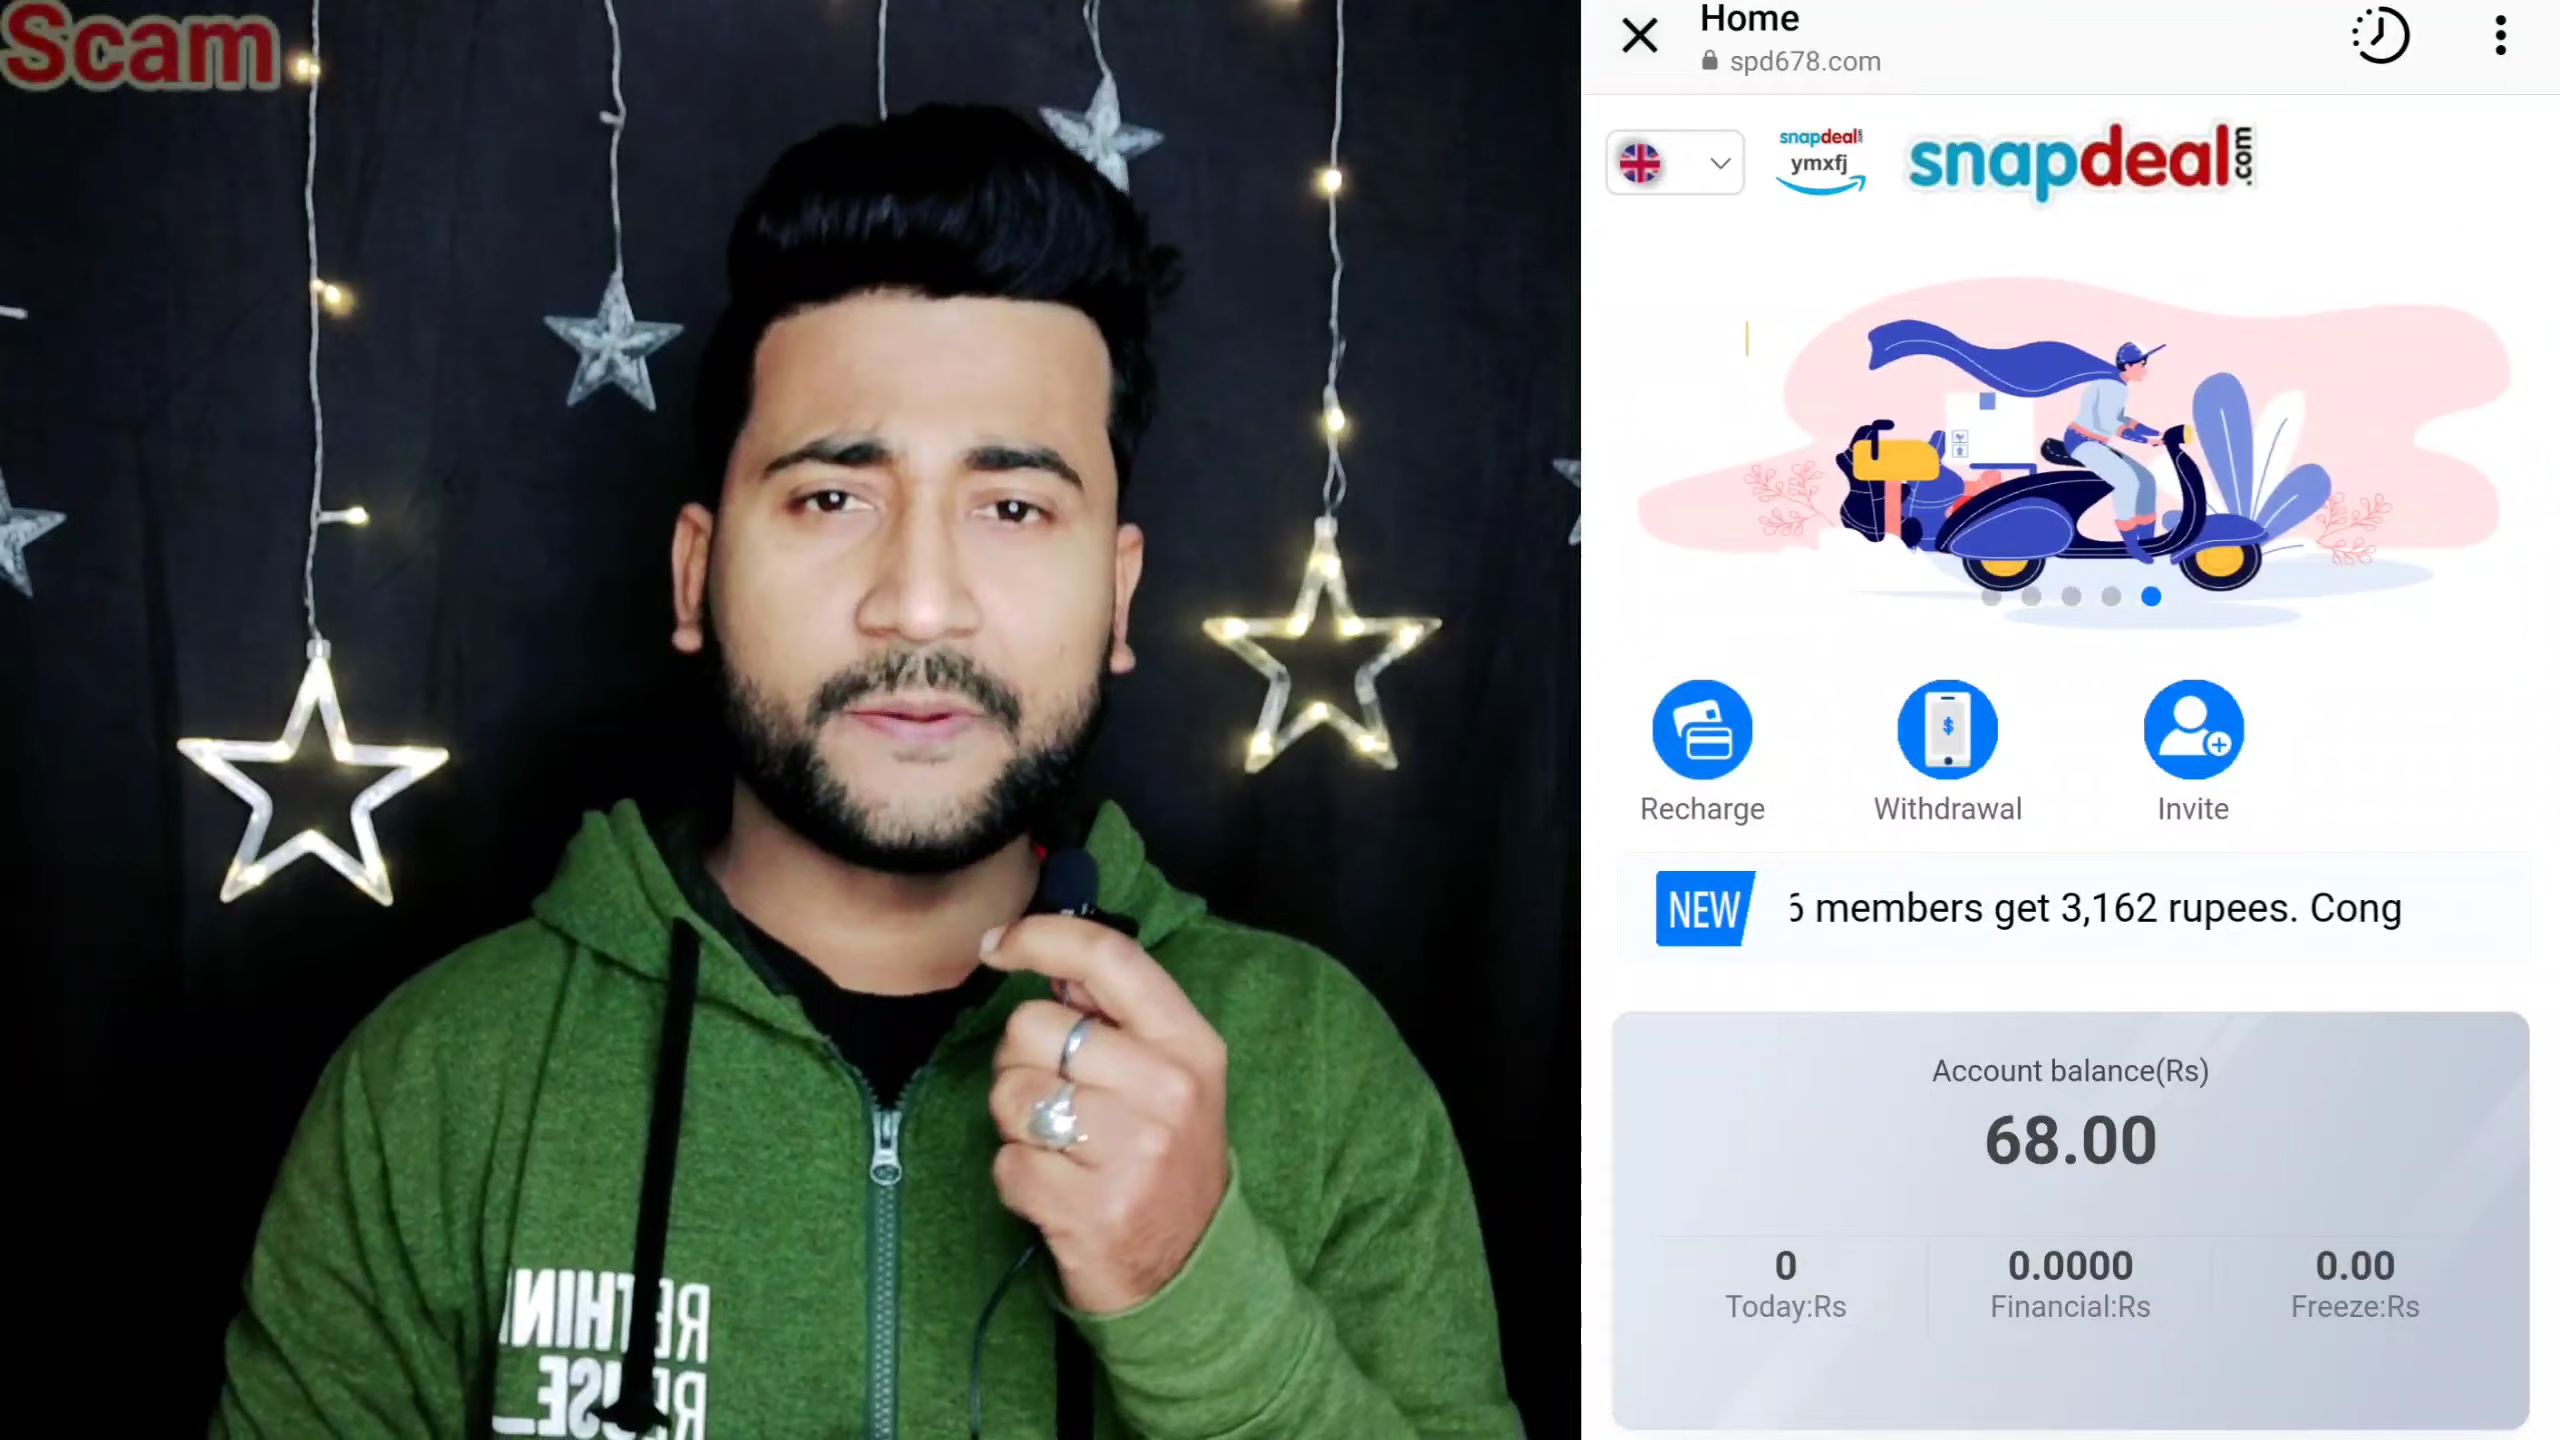 Scam
Home
spd678.com
snapdeal.com
ymxfj
snapdeal.com
Recharge
Withdrawal
Invite
NEW
members get 3,162 rupees.
Account balance(Rs)
68.00
0
0.0000
0.00
Today:Rs
Financial:Rs
Freeze:Rs